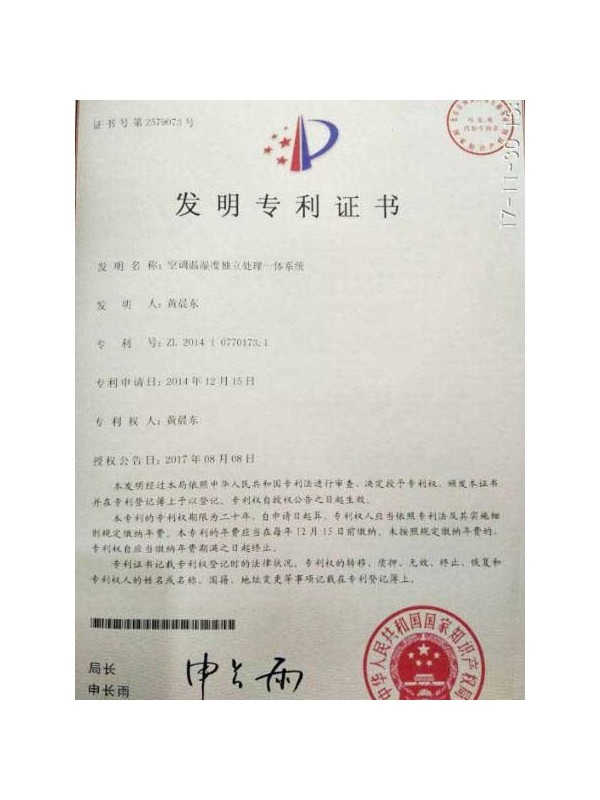 证书号第2579073号
发明专利证书
发明名称：空调温湿度独立处理一体系统
发明人：黄晨东
专利号：ZL 2014 1 0770173.1
专利申请日：2014年12月15日
专利权人：黄晨东
授权公告日：2017年08月08日
本发明经过本局依照中华人民共和国专利法进行审查，决定授予专利权，颁发本证书
并在专利登记簿上予以登记。专利权自授权公告之日起生效。
本专利的专利权期限为二十年，自申请日起算。专利权人应当依照专利法及其实施细
则规定缴纳年费。本专利的年费应当在每年12月15日前缴纳。未按照规定缴纳年费的，
专利权自应当缴纳年费期满之日起终止。
专利证书记载专利权登记时的法律状况。专利权的转移、质押、无效、终止、恢复和
专利权人的姓名或名称、国籍、地址变更等事项记载在专利登记簿上。
局长
申长雨
申长雨
中华人民共和国国家知识产权局